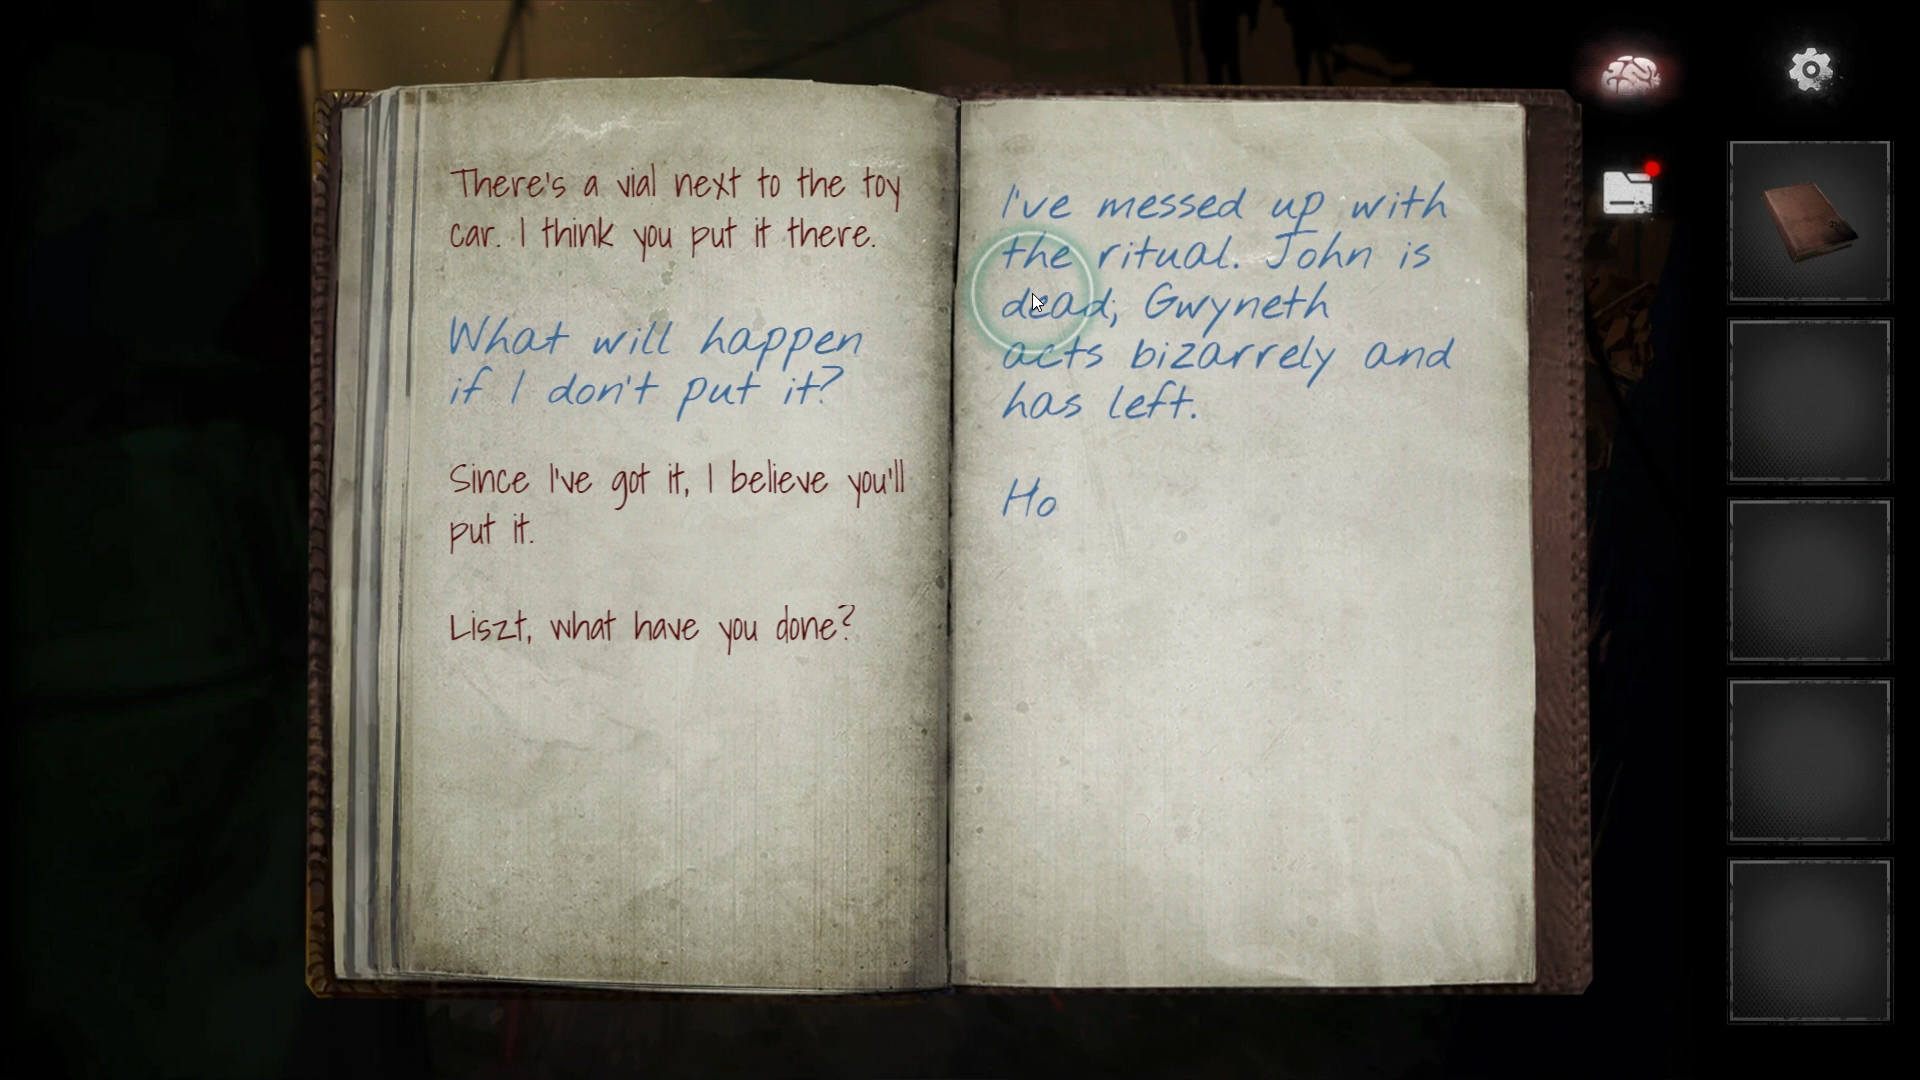 There's a vial next to the toy
car. I think you put it there.
What will happen
if I don't put it?
Since I've got it, I believe you'll
put it.
Liszt, what have you done?
I've messed up with
the ritual. John is
dead; Gwyneth
acts bizarrely and
has left.
Ho